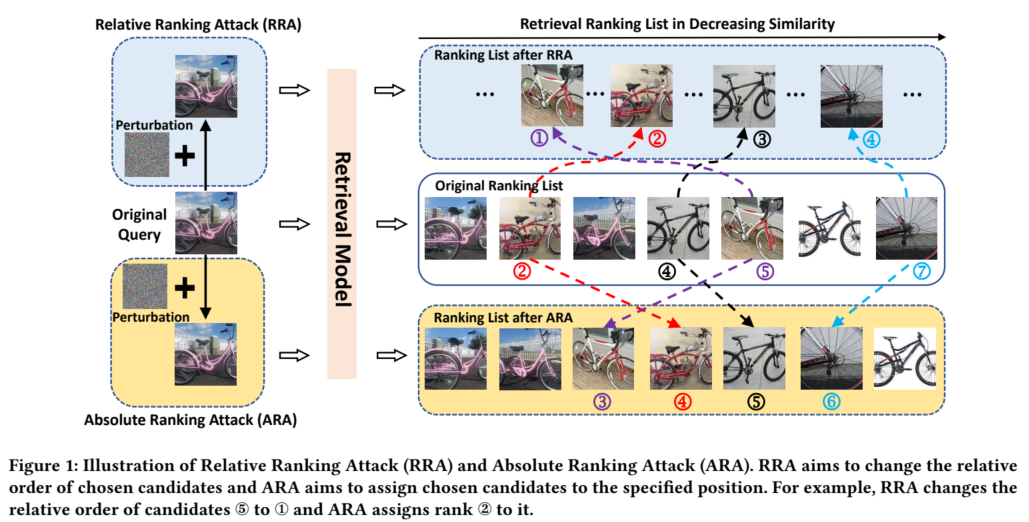 Relative Ranking Attack (RRA)
Retrieval Ranking List in Decreasing Similarity
Ranking List after RRA
... ... ... ... ...
Perturbation
+
① ② ③ ④
Retrieval Model
Original Ranking List
Original
Query
② ④ ⑤ ⑦
+
Perturbation
Ranking List after ARA
③ ④ ⑤ ⑥
Absolute Ranking Attack (ARA)
Figure 1: Illustration of Relative Ranking Attack (RRA) and Absolute Ranking Attack (ARA). RRA aims to change the relative
order of chosen candidates and ARA aims to assign chosen candidates to the specified position. For example, RRA changes the
relative order of candidates ⑤ to ① and ARA assigns rank ② to it.